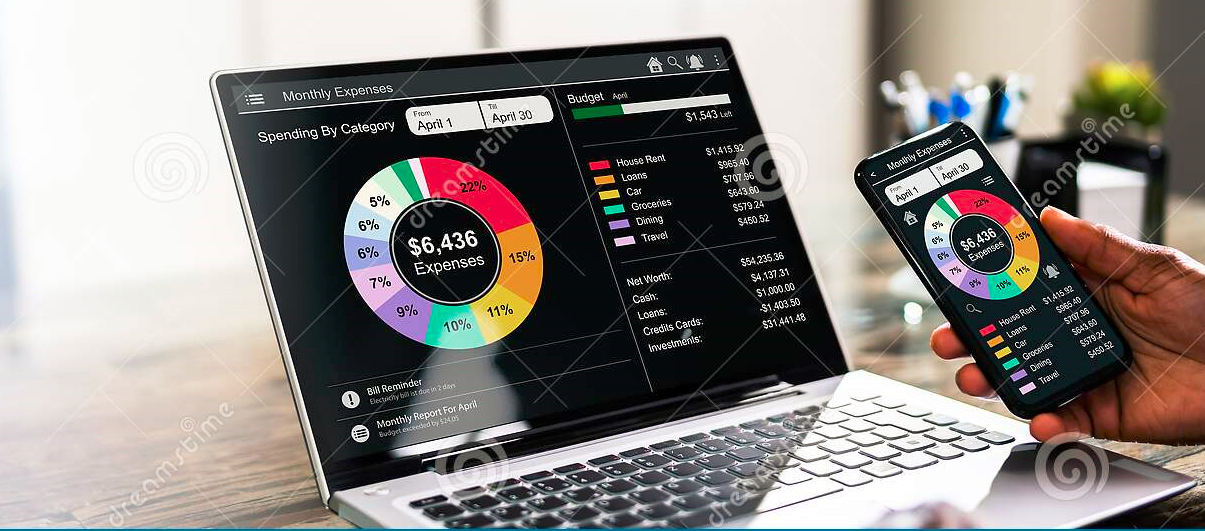 Monthly Expenses
Spending By Category
From
April 1
Till
April 30
22%
15%
11%
10%
9%
7%
6%
6%
5%
$6,436
Expenses
Bill Reminder
Electricity bill ist due in 2 days
Monthly Report For April
Budget exceeded by $24,05
Budget April
$1,543 Left
House Rent $1,415.92
Loans $965.40
Car $707.96
Groceries $643.60
Dining $579.24
Travel $450.52
Net Worth: $54,235.36
Cash: $4,137.31
Loans: $1,000.00
Credits Cards: -$1,403.50
Investments: $31,441.48
Monthly Expenses
From
April 1
Till
April 30
22%
15%
11%
10%
9%
7%
6%
6%
5%
$6,436
Expenses
House Rent $1,415.92
Loans $965.40
Car $707.96
Groceries $643.60
Dining $579.24
Travel $450.52
dreamstime
dreamstime
dreamstime